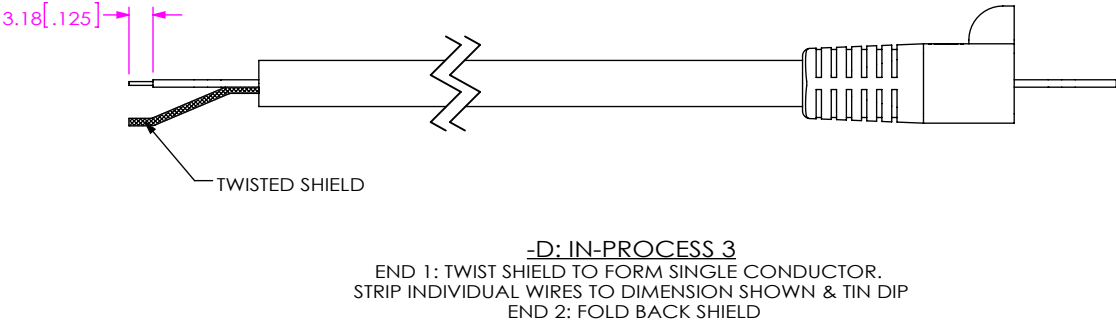 3.18[.125]
TWISTED SHIELD
-D: IN-PROCESS 3
END 1: TWIST SHIELD TO FORM SINGLE CONDUCTOR.
STRIP INDIVIDUAL WIRES TO DIMENSION SHOWN & TIN DIP
END 2: FOLD BACK SHIELD